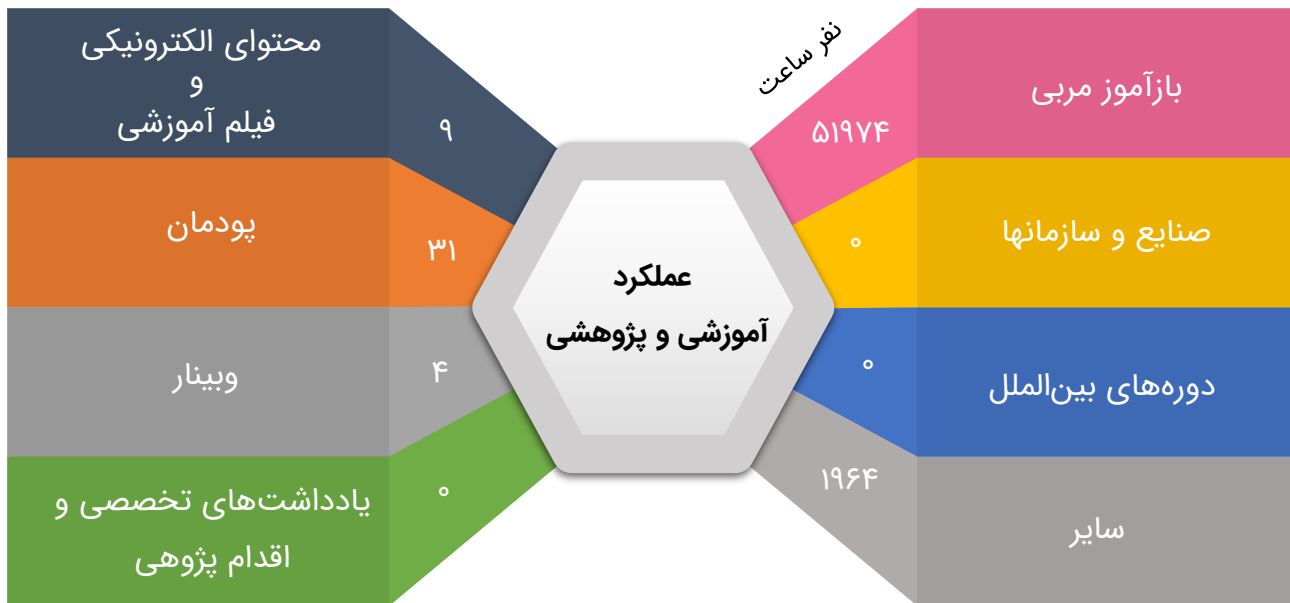 نفر ساعت
بازآموز مربی
۵۱۹۷۴
صنایع و سازمانها
۰
دوره‌های بین‌الملل
۰
سایر
۱۹۶۴
عملکرد
آموزشی و پژوهشی
محتوای الکترونیکی
و
فیلم آموزشی
۹
پودمان
۳۱
وبینار
۴
یادداشت‌های تخصصی و
اقدام پژوهی
۰